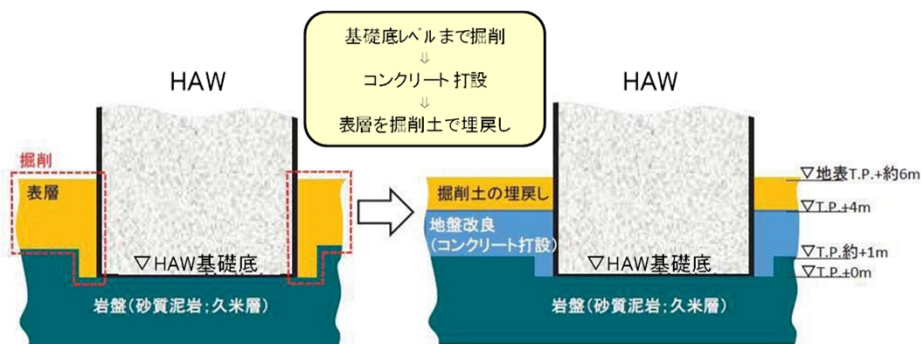 基礎底レベルまで掘削
⇓
コンクリート打設
⇓
表層を掘削土で埋戻し
HAW
掘削
表層
▽HAW基礎底
岩盤(砂質泥岩;久米層)
HAW
掘削土の埋戻し
地盤改良
(コンクリート打設)
▽HAW基礎底
岩盤(砂質泥岩;久米層)
▽地表T.P.+約6m
▽T.P.+4m
▽T.P.約+1m
▽T.P.±0m